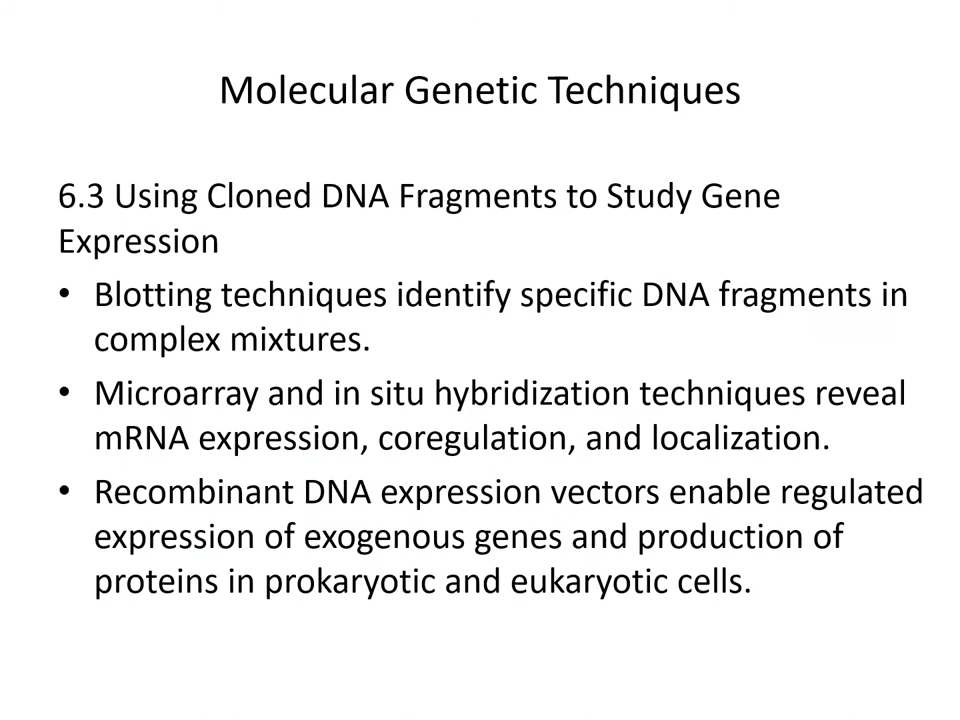 Molecular Genetic Techniques
6.3 Using Cloned DNA Fragments to Study Gene
Expression
• Blotting techniques identify specific DNA fragments in
complex mixtures.
• Microarray and in situ hybridization techniques reveal
mRNA expression, coregulation, and localization.
• Recombinant DNA expression vectors enable regulated
expression of exogenous genes and production of
proteins in prokaryotic and eukaryotic cells.